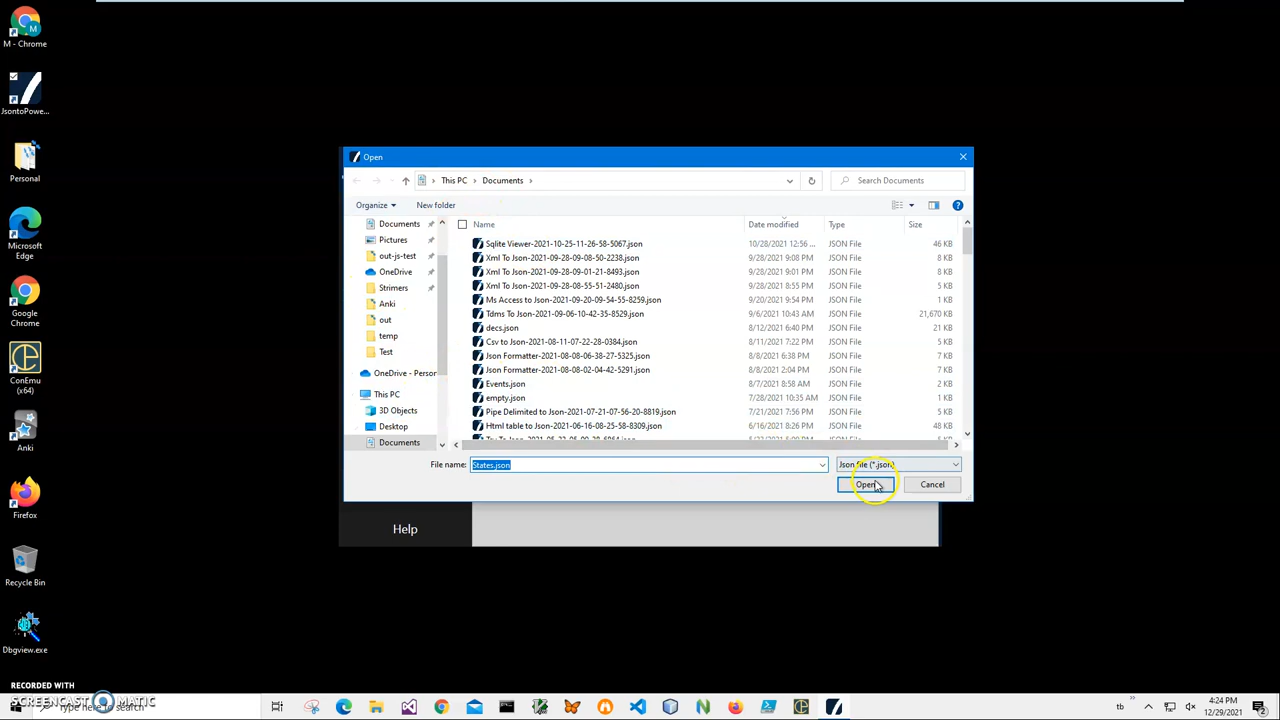 M - Chrome
JsontoPowe...
Personal
Microsoft
Edge
Google
Chrome
ConEmu
(x64)
Anki
Firefox
Recycle Bin
Dbgview.exe
Open
This PC › Documents ›
Search Documents
Organize
New folder
Documents
Pictures
out-js-test
OneDrive
Strimers
Anki
out
temp
Test
OneDrive - Person
This PC
3D Objects
Desktop
Documents
Name Date modified Type Size
Sqlite Viewer-2021-10-25-11-26-58-5067.json 10/28/2021 12:56 ... JSON File 46 KB
Xml To Json-2021-09-28-09-08-50-2238.json 9/28/2021 9:08 PM JSON File 8 KB
Xml To Json-2021-09-28-09-01-21-8493.json 9/28/2021 9:01 PM JSON File 8 KB
Xml To Json-2021-09-28-08-55-51-2480.json 9/28/2021 8:55 PM JSON File 8 KB
Ms Access to Json-2021-09-20-09-54-55-8259.json 9/20/2021 9:54 PM JSON File 1 KB
Tdms To Json-2021-09-06-10-42-35-8529.json 9/6/2021 10:43 AM JSON File 21,670 KB
decs.json 8/12/2021 6:40 PM JSON File 21 KB
Csv to Json-2021-08-11-07-22-28-0384.json 8/11/2021 7:22 PM JSON File 5 KB
Json Formatter-2021-08-08-06-38-27-5325.json 8/8/2021 6:38 PM JSON File 7 KB
Json Formatter-2021-08-08-02-04-42-5291.json 8/8/2021 2:04 PM JSON File 7 KB
Events.json 8/7/2021 8:58 AM JSON File 2 KB
empty.json 7/28/2021 10:35 AM JSON File 1 KB
Pipe Delimited to Json-2021-07-21-07-56-20-8819.json 7/21/2021 7:56 PM JSON File 5 KB
Html table to Json-2021-06-16-08-25-58-8309.json 6/16/2021 8:26 PM JSON File 48 KB
File name: States.json Json file (*.json)
Open Cancel
Help
RECORDED WITH
SCREENCAST MATIC
Type here to search
tb
4:24 PM
12/29/2021
2